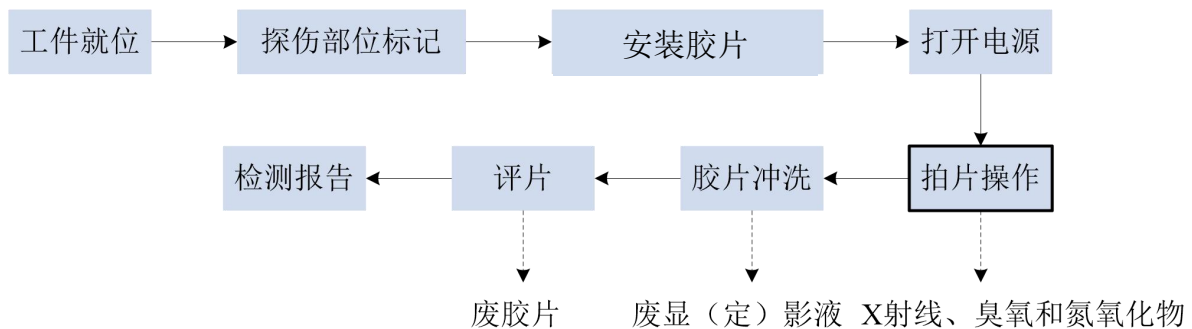 工件就位
探伤部位标记
安装胶片
打开电源
检测报告
评片
胶片冲洗
拍片操作
废胶片
废显（定）影液
X射线、臭氧和氮氧化物